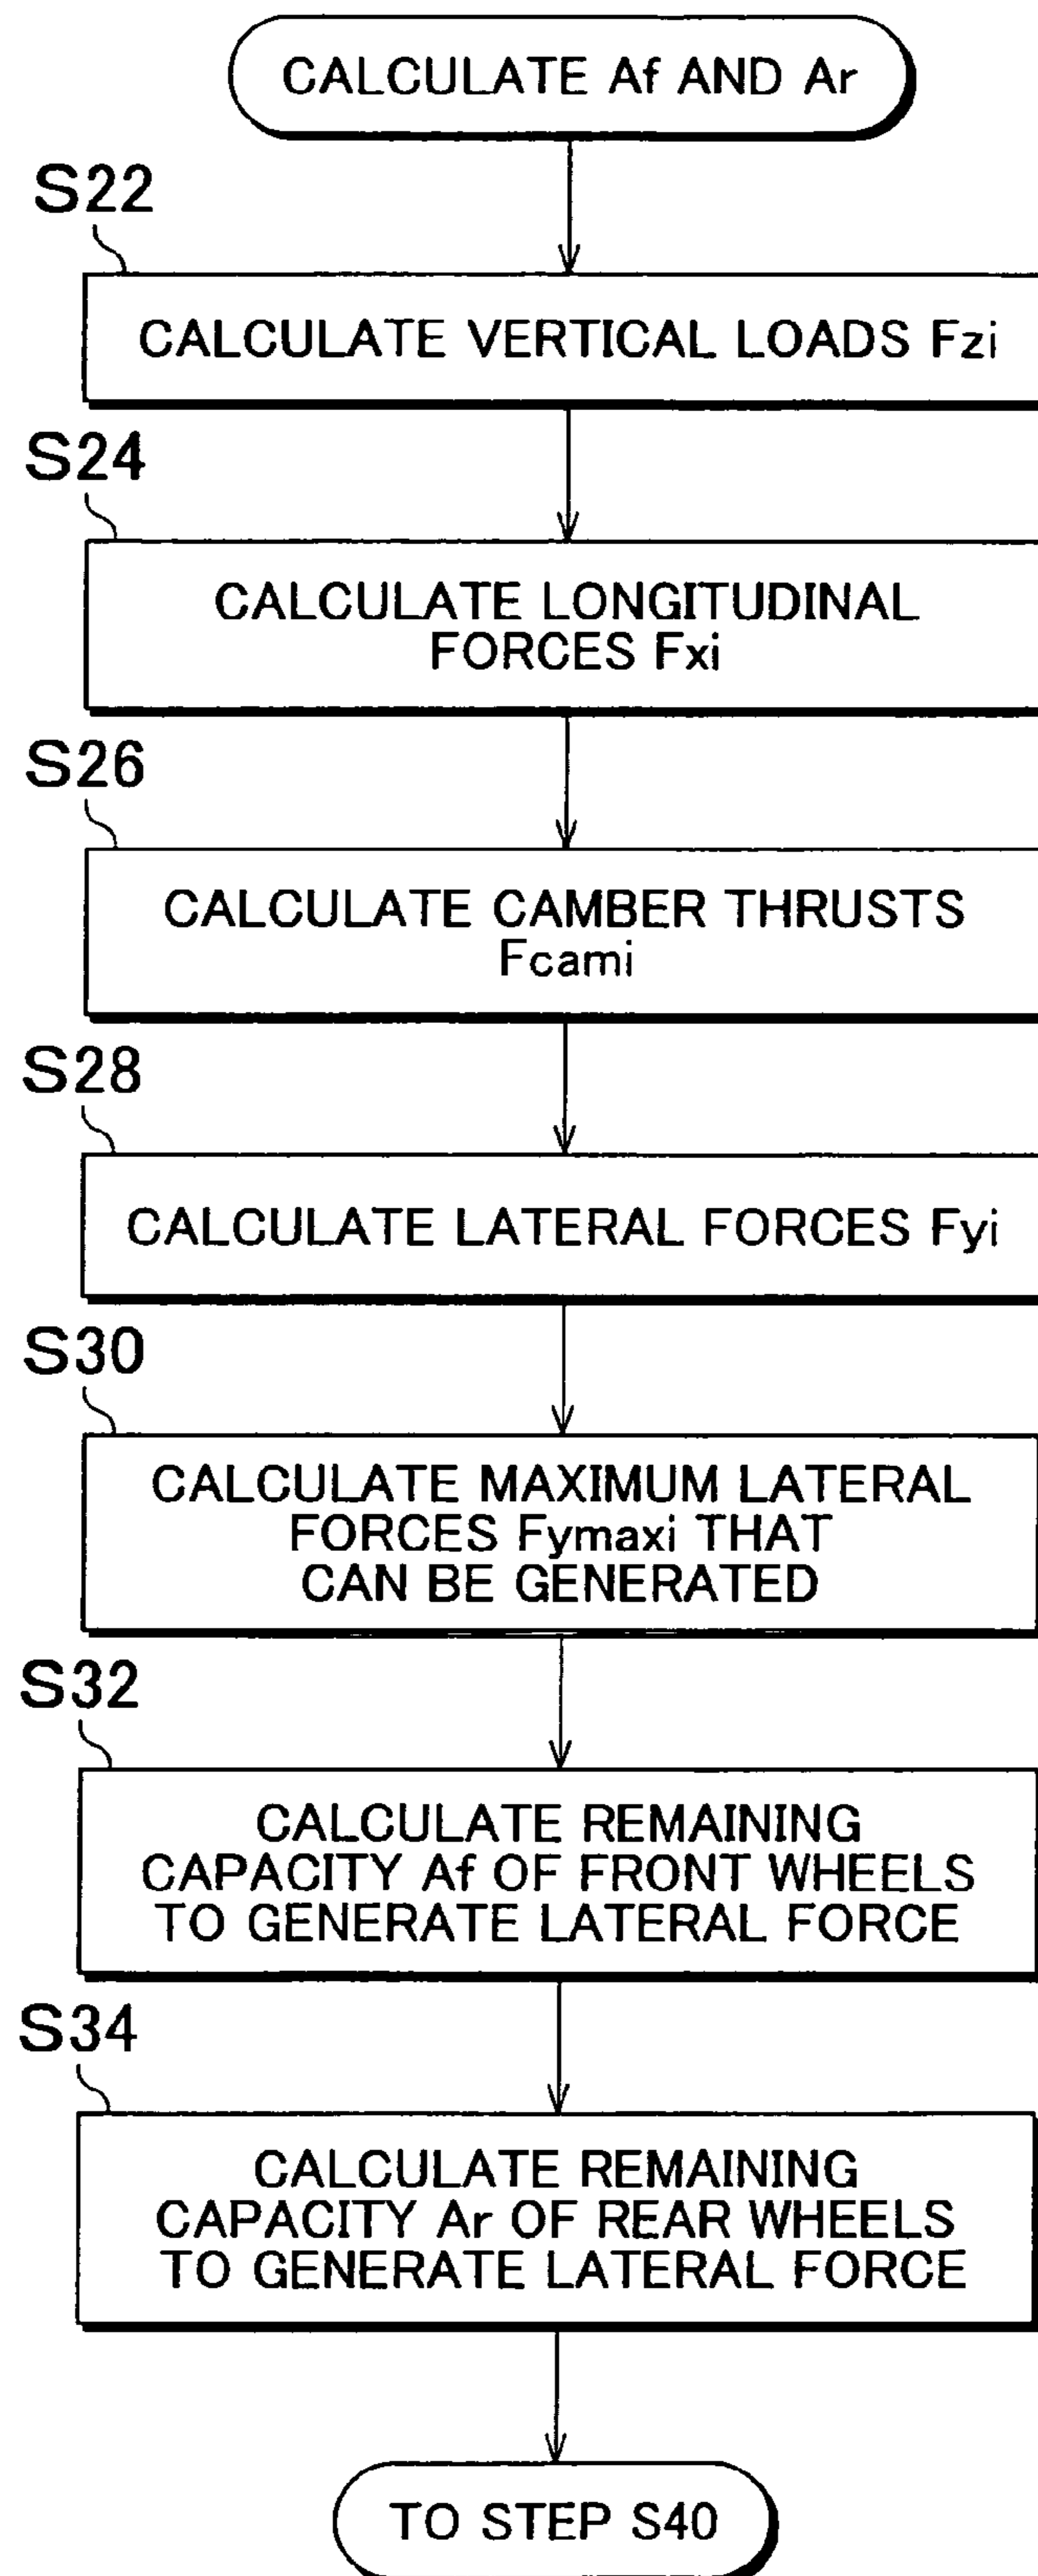 CALCULATE Af AND Ar
S22
CALCULATE VERTICAL LOADS Fzi
S24
CALCULATE LONGITUDINAL
FORCES Fxi
S26
CALCULATE CAMBER THRUSTS
Fcami
S28
CALCULATE LATERAL FORCES Fyi
S30
CALCULATE MAXIMUM LATERAL
FORCES Fymaxi THAT
CAN BE GENERATED
S32
CALCULATE REMAINING
CAPACITY Af OF FRONT WHEELS
TO GENERATE LATERAL FORCE
S34
CALCULATE REMAINING
CAPACITY Ar OF REAR WHEELS
TO GENERATE LATERAL FORCE
TO STEP S40